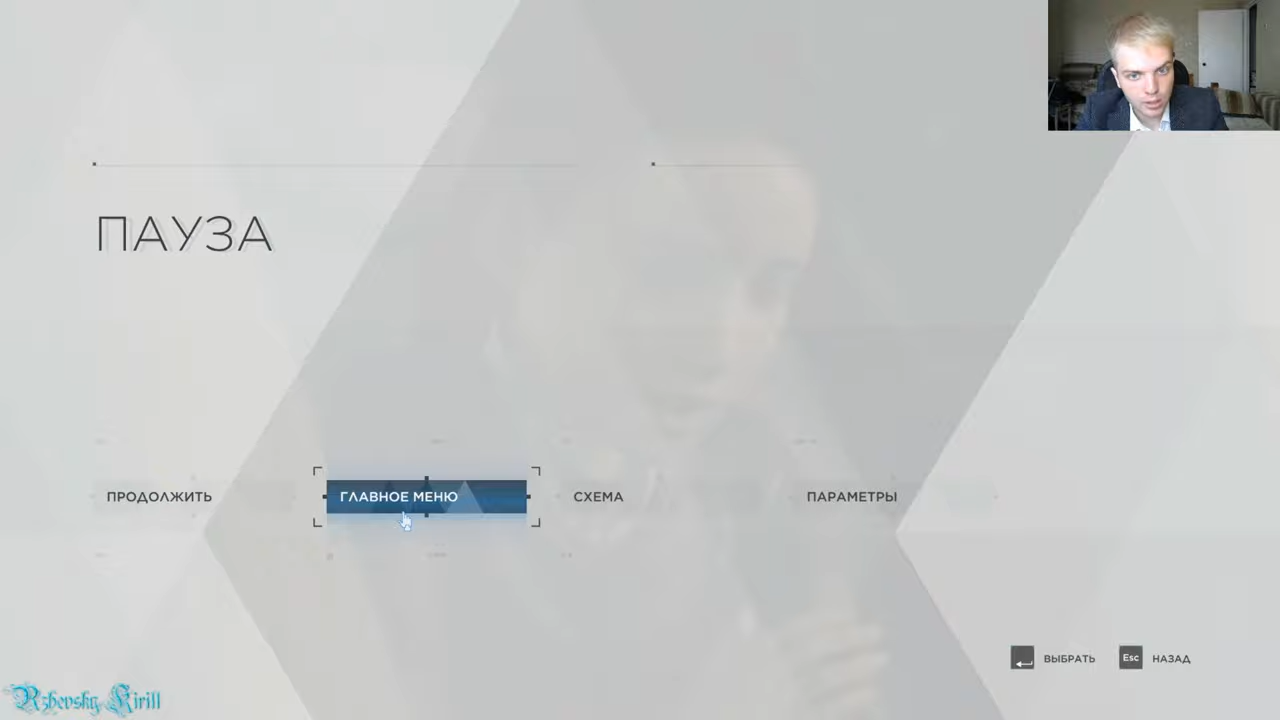 ПАУЗА
ПРОДОЛЖИТЬ
ГЛАВНОЕ МЕНЮ
СХЕМА
ПАРАМЕТРЫ
ВЫБРАТЬ
Esc НАЗАД
Rzhevsky Kirill